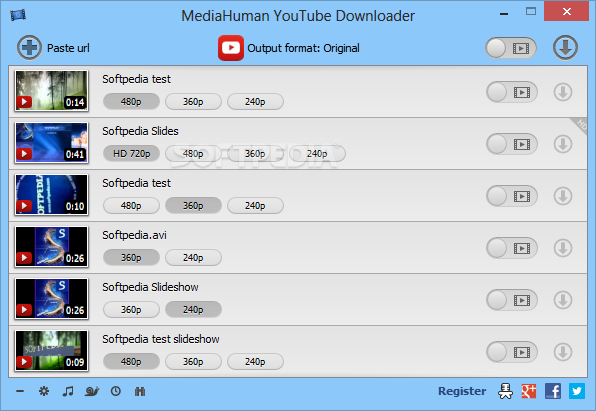 MediaHuman YouTube Downloader
Paste url
Output format: Original
Softpedia test
0:14
480p 360p 240p
Softpedia Slides
0:41
HD 720p 480p 360p 240p
HD
SOFTPEDIA
Softpedia test
0:10
480p 360p 240p
Softpedia.avi
0:26
360p 240p
Softpedia Slideshow
0:26
360p 240p
Softpedia test slideshow
0:09
480p 360p 240p
Register